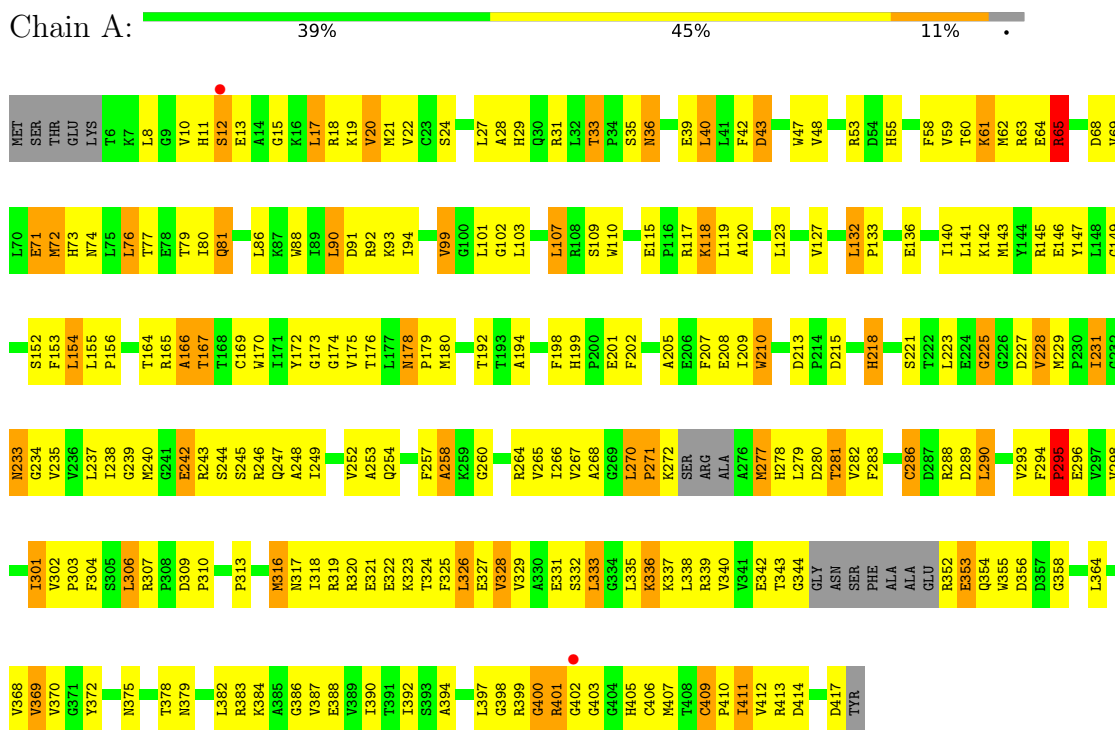 Chain A:
39% 45% 11% •
MET SER THR GLU LYS T6 K7 L8 G9 V10 H11 S12 E13 A14 G15 K16 L17 R18 K19 V20 M21 V22 C23 S24 L27 A28 H29 Q30 R31 L32 T33 P34 S35 N36 E39 L40 L41 F42 D43 W47 V48 R53 D54 H55 F58 V59 T60 K61 M62 R63 E64 R65 D68 V69
L70 E71 M72 H73 N74 L75 L76 T77 E78 T79 I80 Q81 L86 K87 W88 I89 L90 D91 R92 K93 I94 V99 G100 L101 G102 L103 L107 R108 S109 W110 E115 P116 R117 K118 L119 A120 L123 V127 L132 P133 E136 I140 L141 K142 M143 Y144 R145 E146 Y147 L148 G149
S152 F153 L154 L155 P156 T164 R165 A166 T167 T168 C169 W170 I171 Y172 G173 G174 V175 T176 L177 N178 P179 M180 T192 T193 A194 F198 H199 P200 E201 F202 A205 E206 F207 E208 I209 W210 D213 P214 D215 H218 S221 T222 L223 E224 G225 G226 D227 V228 M229 P230 I231 G232
N233 G234 V235 V236 L237 I238 G239 M240 G241 E242 R243 S244 S245 R246 Q247 A248 I249 V252 A253 Q254 F257 A258 K259 G260 R264 V265 I266 V267 A268 G269 L270 P271 K272 SER ARG ALA A276 M277 H278 L279 D280 T281 V282 F283 C286 D287 R288 D289 L290 V293 F294 P295 E296 V297 V298
I301 V302 P303 F304 S305 L306 R307 P308 D309 P310 P313 M316 N317 I318 R319 R320 E321 E322 K323 T324 F325 L326 E327 V328 V329 A330 E331 S332 L333 G334 L335 K336 K337 L338 R339 V340 V341 E342 T343 G344 GLY ASN SER PHE ALA ALA GLU R352 E353 Q354 W355 D356 D357 G358 L364
V368 V369 V370 G371 Y372 N375 T378 N379 L382 R383 K384 A385 G386 V387 E388 V389 I390 T391 I392 S393 A394 L397 G398 R399 G400 R401 G402 G403 G404 H405 C406 M407 T408 C409 P410 I411 V412 R413 D414 D417 TYR